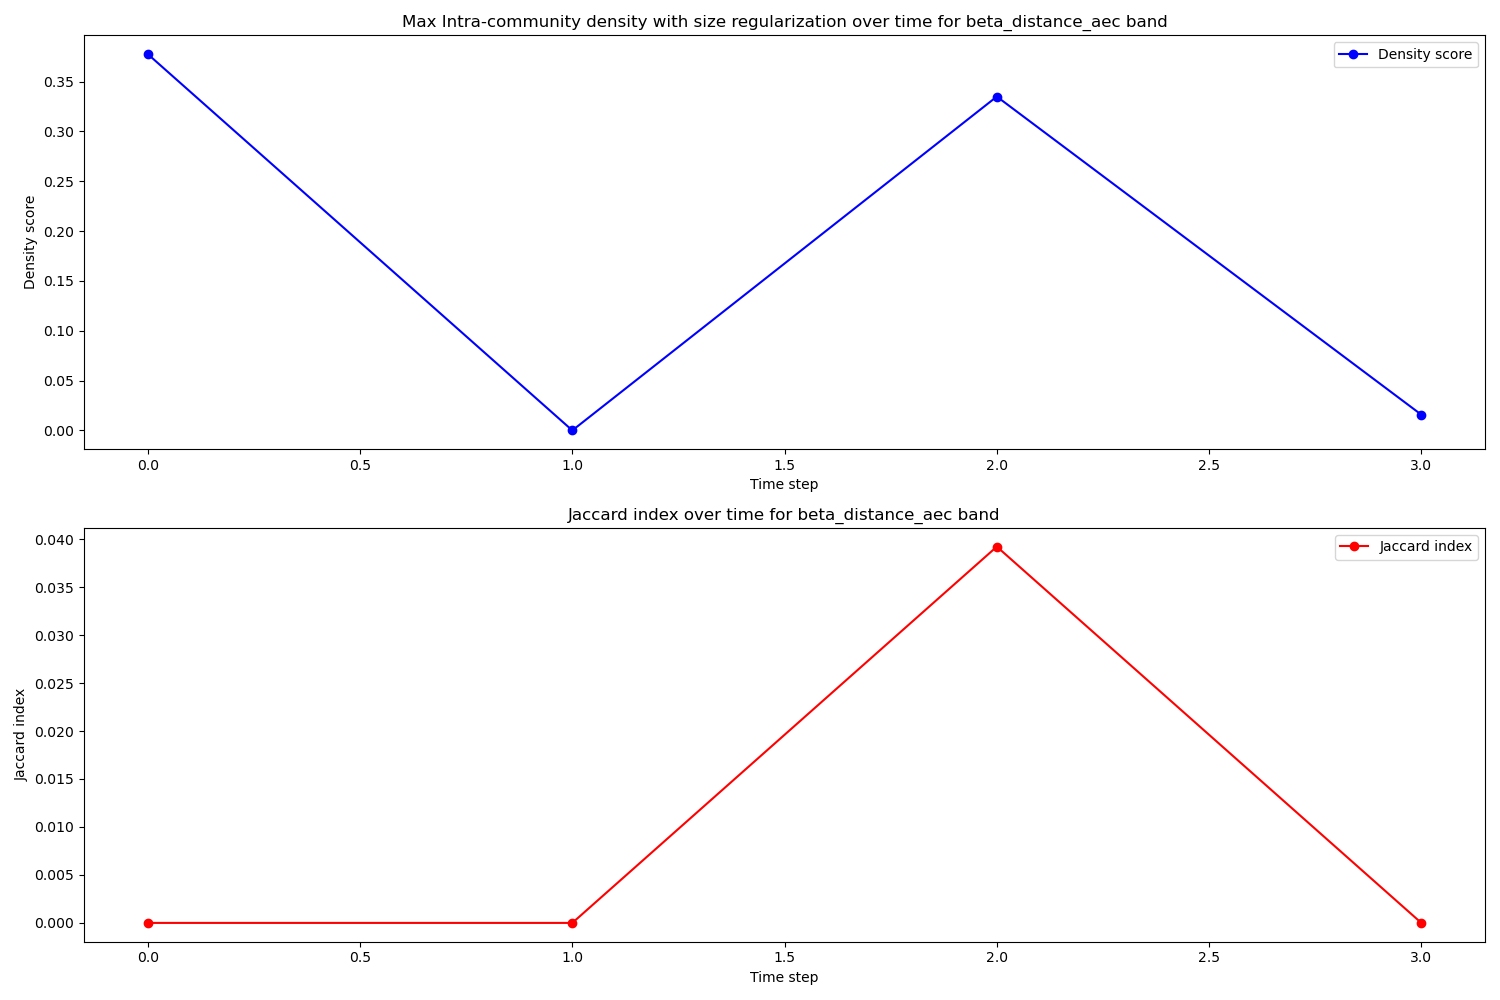 Max Intra-community density with size regularization over time for beta_distance_aec band
Density score
0.35
0.30
0.25
0.20
0.15
0.10
0.05
0.00
Density score
0.0 0.5 1.0 1.5 2.0 2.5 3.0
Time step
Jaccard index over time for beta_distance_aec band
Jaccard index
0.040
0.035
0.030
0.025
0.020
0.015
0.010
0.005
0.000
Jaccard index
0.0 0.5 1.0 1.5 2.0 2.5 3.0
Time step